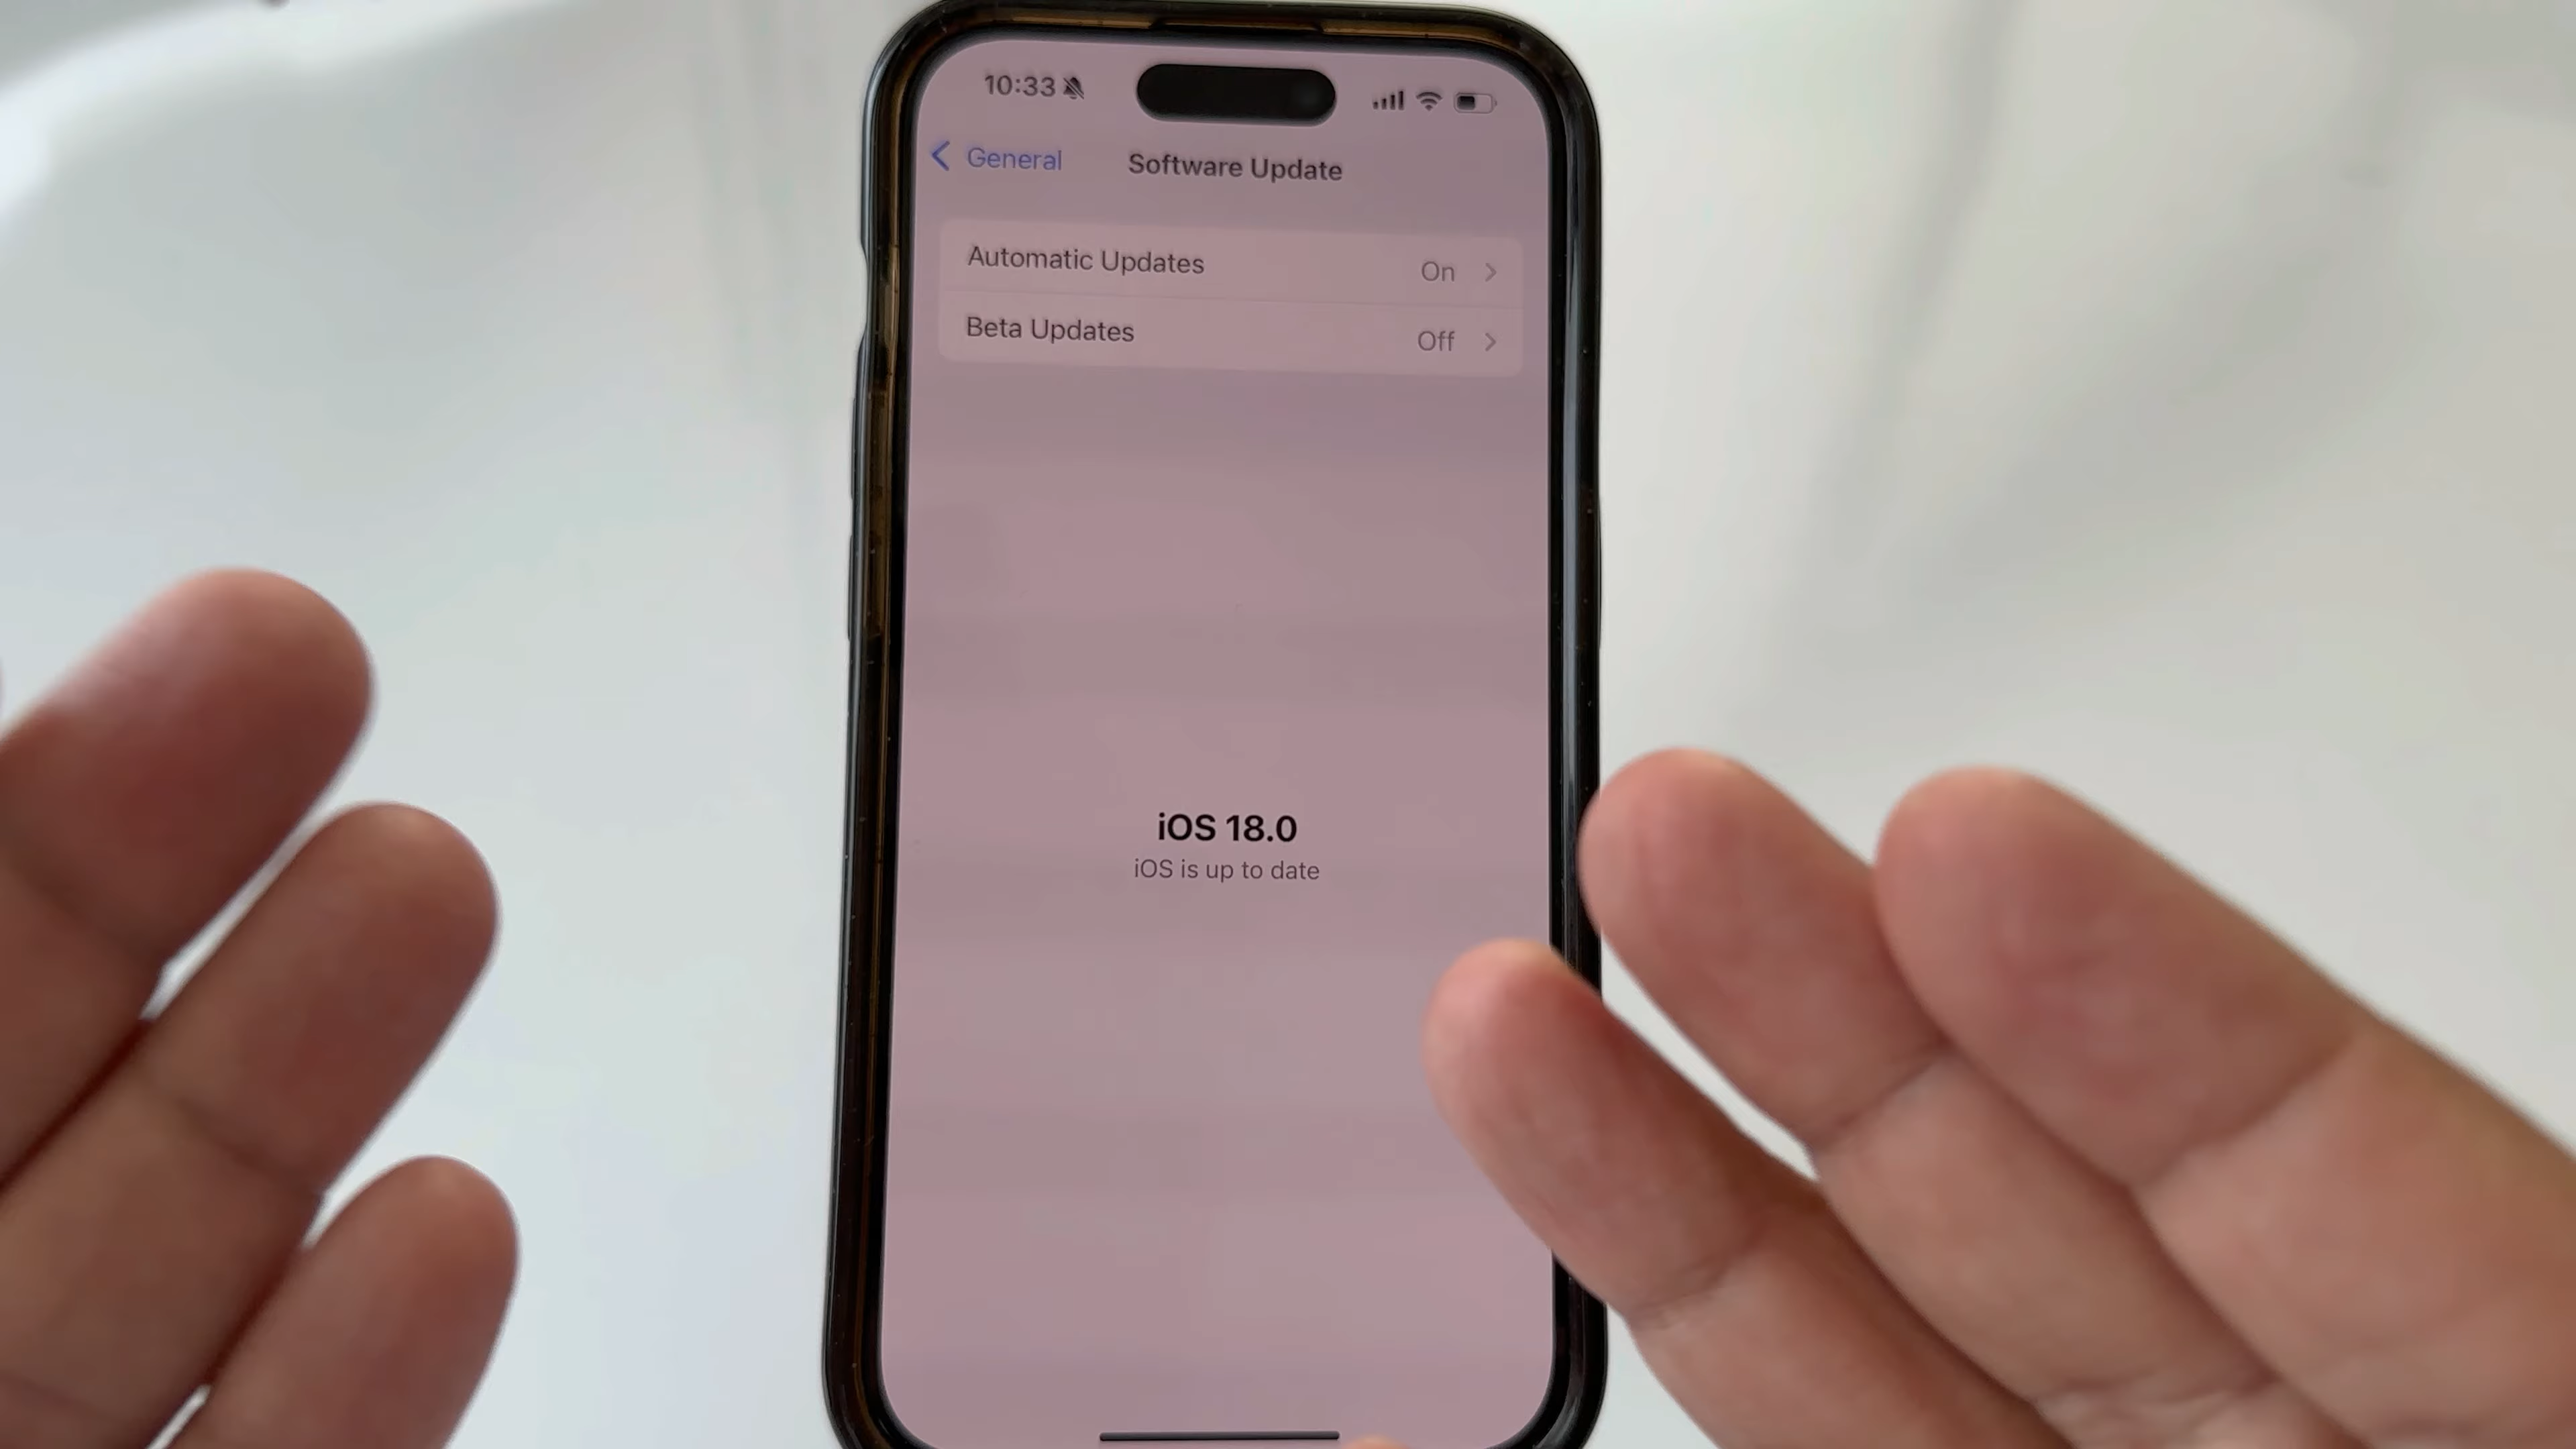 10:33
General
Software Update
Automatic Updates On
Beta Updates Off
iOS 18.0
iOS is up to date